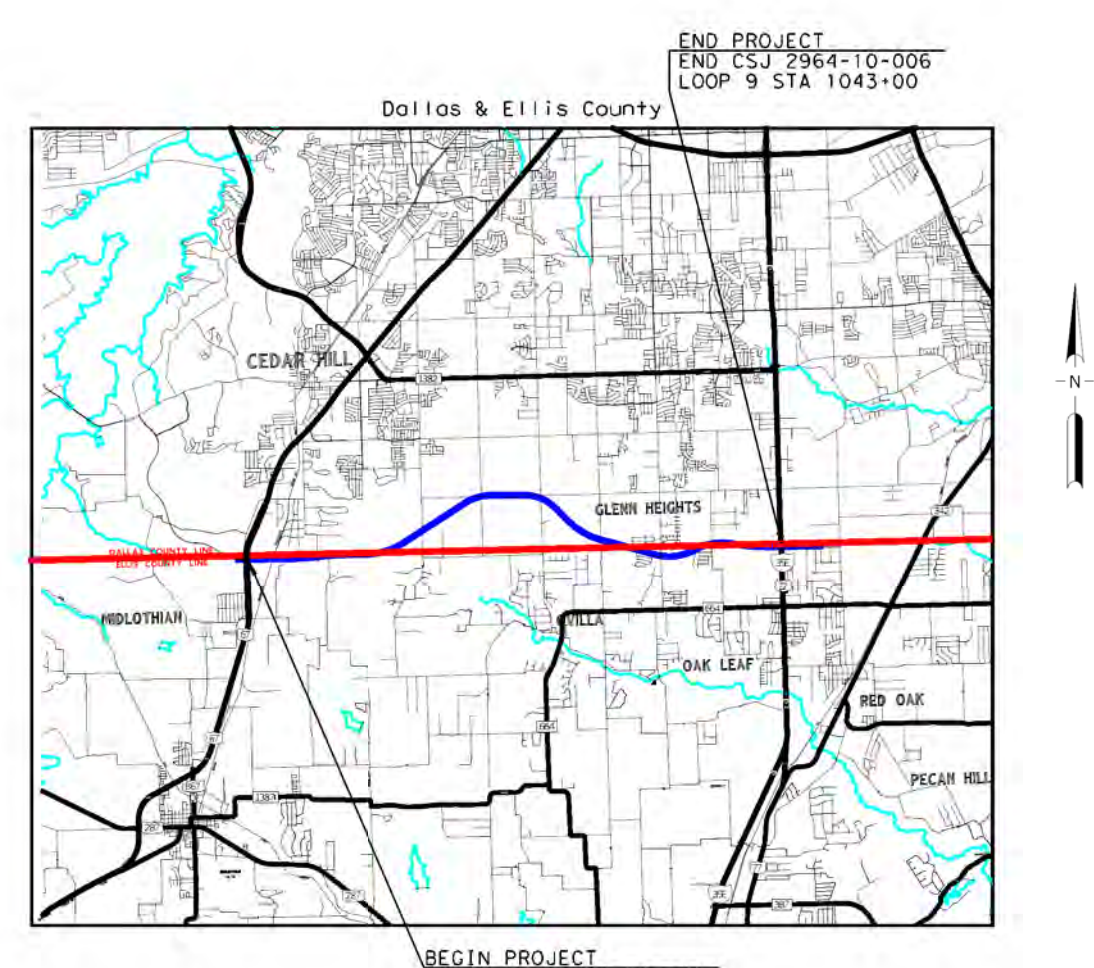 END PROJECT
END CSJ 2964-10-006
LOOP 9 STA 1043+00
Dallas & Ellis County
CEDAR HILL
1382
-N-
GLENN HEIGHTS
342
DALLAS COUNTY LINE
ELLIS COUNTY LINE
35E
77
MIDLOTHIAN
664
67
OAK LEAF
RED OAK
664
67
PECAN HILL
1387
287
287
35E
77
387
BEGIN PROJECT